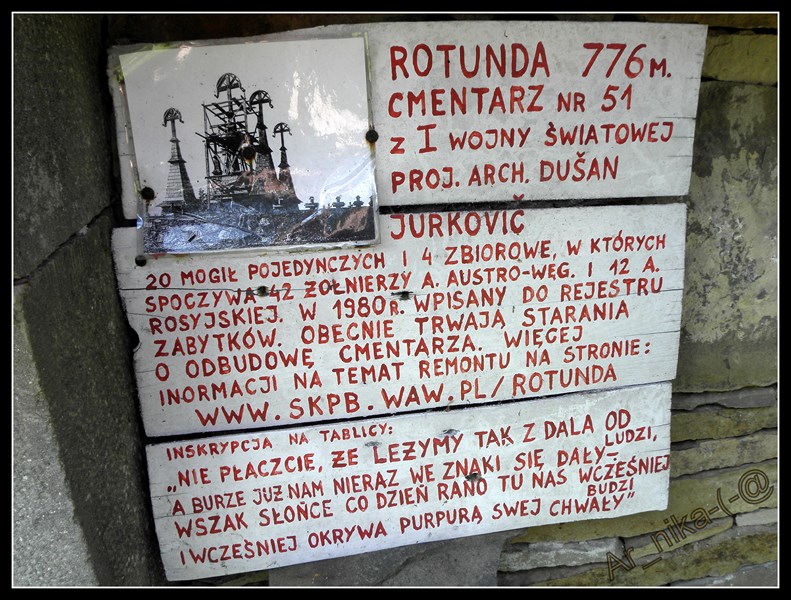 ROTUNDA 776 M.
CMENTARZ NR 51
Z I WOJNY ŚWIATOWEJ
PROJ. ARCH. DUŠAN
JURKOVIČ
20 MOGIŁ POJEDYNCZYCH I 4 ZBIOROWE, W KTÓRYCH
SPOCZYWA 42 ŻOŁNIERZY A. AUSTRO-WĘG. I 12 A.
ROSYJSKIEJ. W 1980R. WPISANY DO REJESTRU
ZABYTKÓW. OBECNIE TRWAJĄ STARANIA
O ODBUDOWĘ CMENTARZA. WIĘCEJ
INORMACJI NA TEMAT REMONTU NA STRONIE:
WWW.SKPB.WAW.PL/ROTUNDA
INSKRYPCJA NA TABLICY:
„NIE PŁACZCIE, ŻE LEŻYMY TAK Z DALA OD LUDZI,
A BURZE JUŻ NAM NIERAZ WE ZNAKI SIĘ DAŁY-
WSZAK SŁOŃCE CO DZIEŃ RANO TU NAS WCZEŚNIEJ BUDZI
I WCZEŚNIEJ OKRYWA PURPURĄ SWEJ CHWAŁY"
Ar_nika-(-@